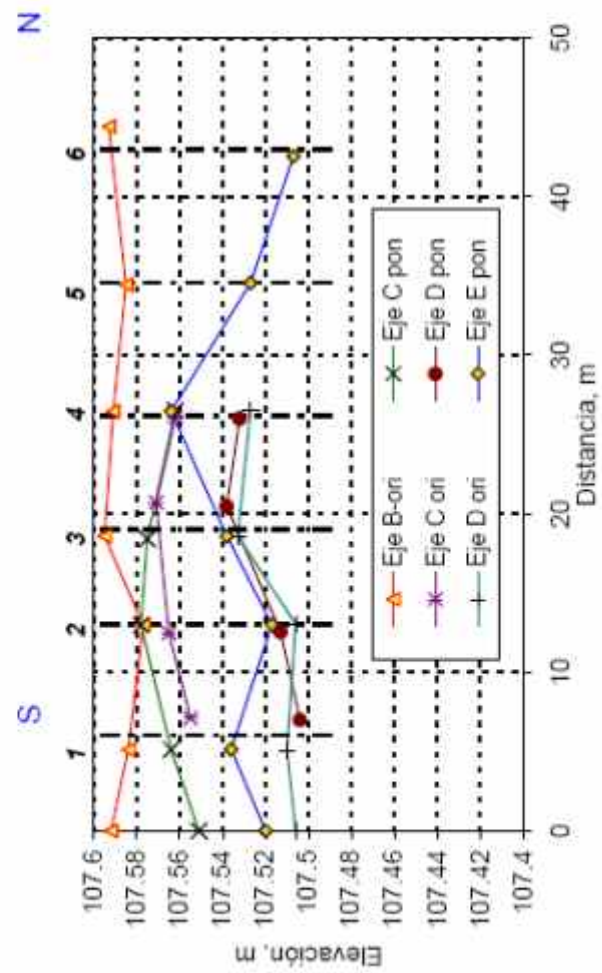 S N
1 2 3 4 5 6
Elevación, m
107.6
107.58
107.56
107.54
107.52
107.5
107.48
107.46
107.44
107.42
107.4
0 10 20 30 40 50
Distancia, m
Eje B-ori Eje C pon
Eje C ori Eje D pon
Eje D ori Eje E pon